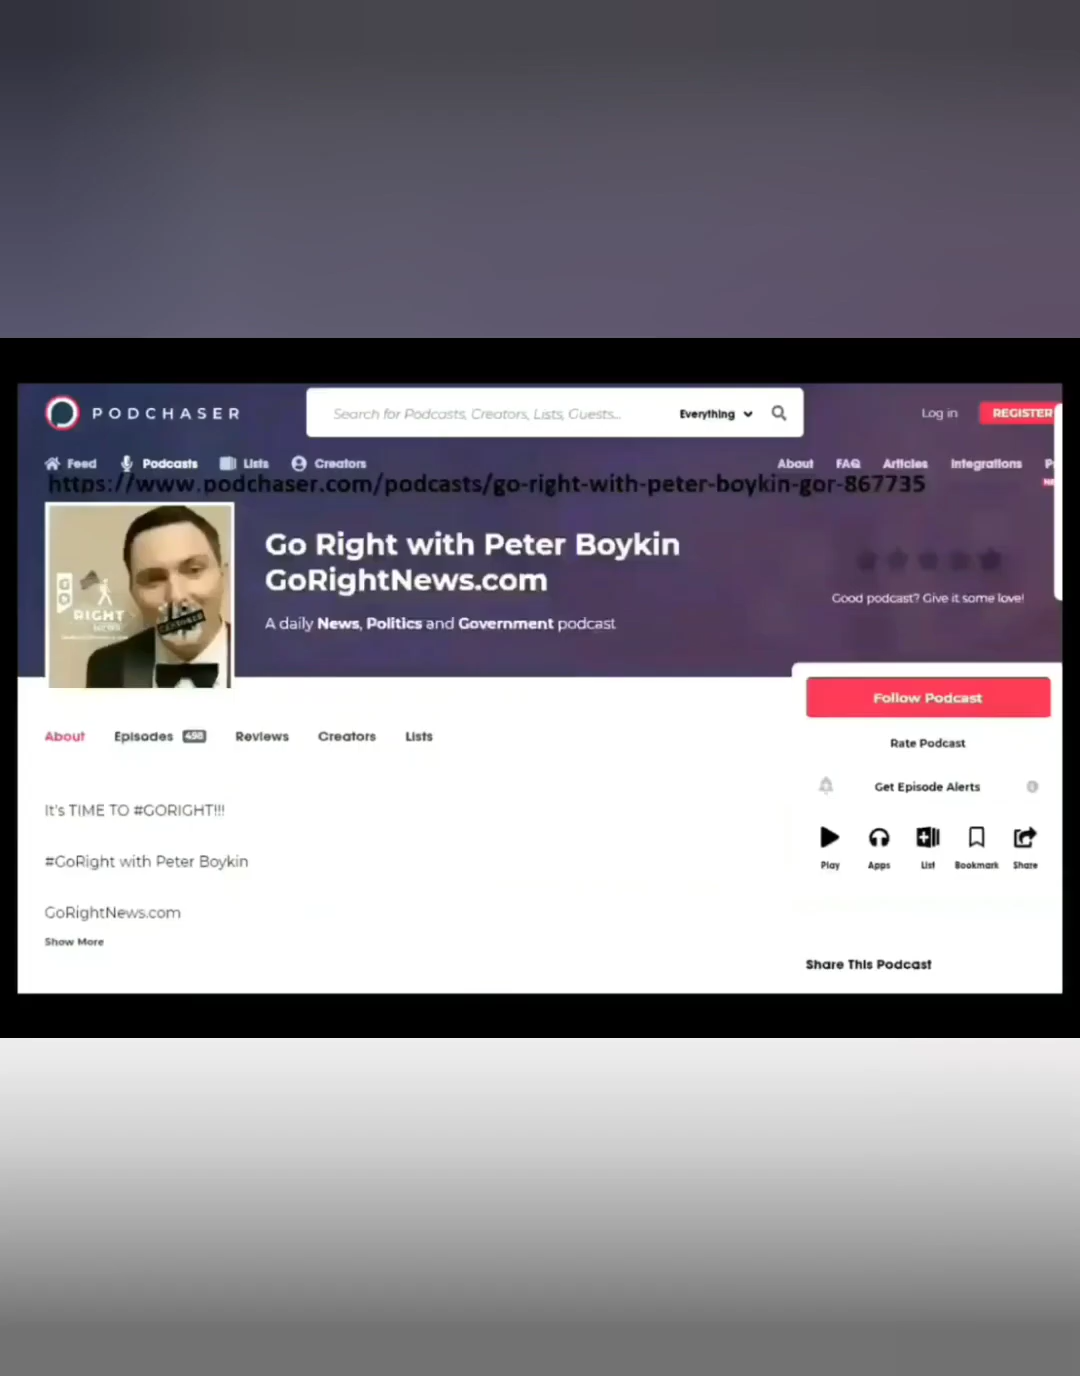 PODCHASER
Search for Podcasts, Creators, Lists, Guests...
Everything
Log in
REGISTER
Feed
Podcasts
Lists
Creators
About
FAQ
Articles
Integrations
https://www.podchaser.com/podcasts/go-right-with-peter-boykin-gor-867735
GO
RIGHT
Go Right with Peter Boykin
GoRightNews.com
A daily News, Politics and Government podcast
Good podcast? Give it some love!
Follow Podcast
Rate Podcast
Get Episode Alerts
Play
Apps
List
Bookmark
Share
Share This Podcast
About
Episodes 498
Reviews
Creators
Lists
It's TIME TO #GORIGHT!!!
#GoRight with Peter Boykin
GoRightNews.com
Show More